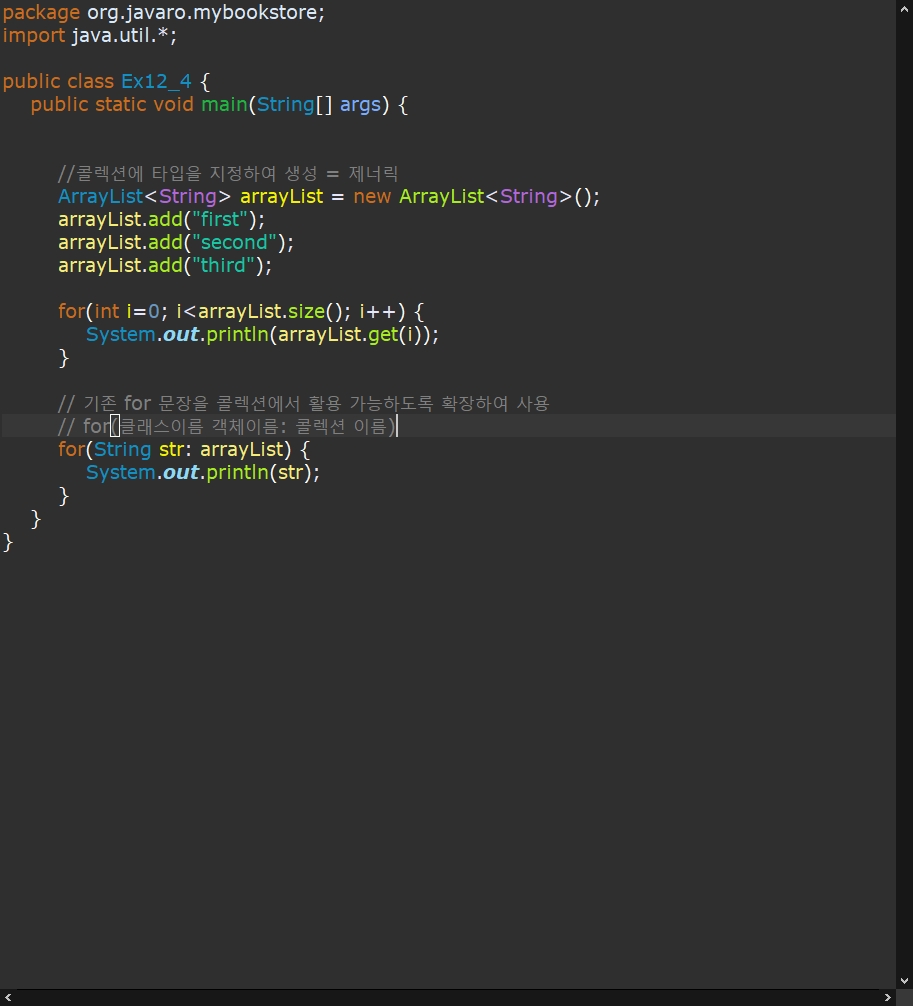 package org.javaro.mybookstore;
import java.util.*;
public class Ex12_4 {
public static void main(String[] args) {
//콜렉션에 타입을 지정하여 생성 = 제너릭
ArrayList<String> arrayList = new ArrayList<String>();
arrayList.add("first");
arrayList.add("second");
arrayList.add("third");
for(int i=0; i<arrayList.size(); i++) {
System.out.println(arrayList.get(i));
}
// 기존 for 문장을 콜렉션에서 활용 가능하도록 확장하여 사용
// for(클래스이름 객체이름: 콜렉션 이름)
for(String str: arrayList) {
System.out.println(str);
}
}
}